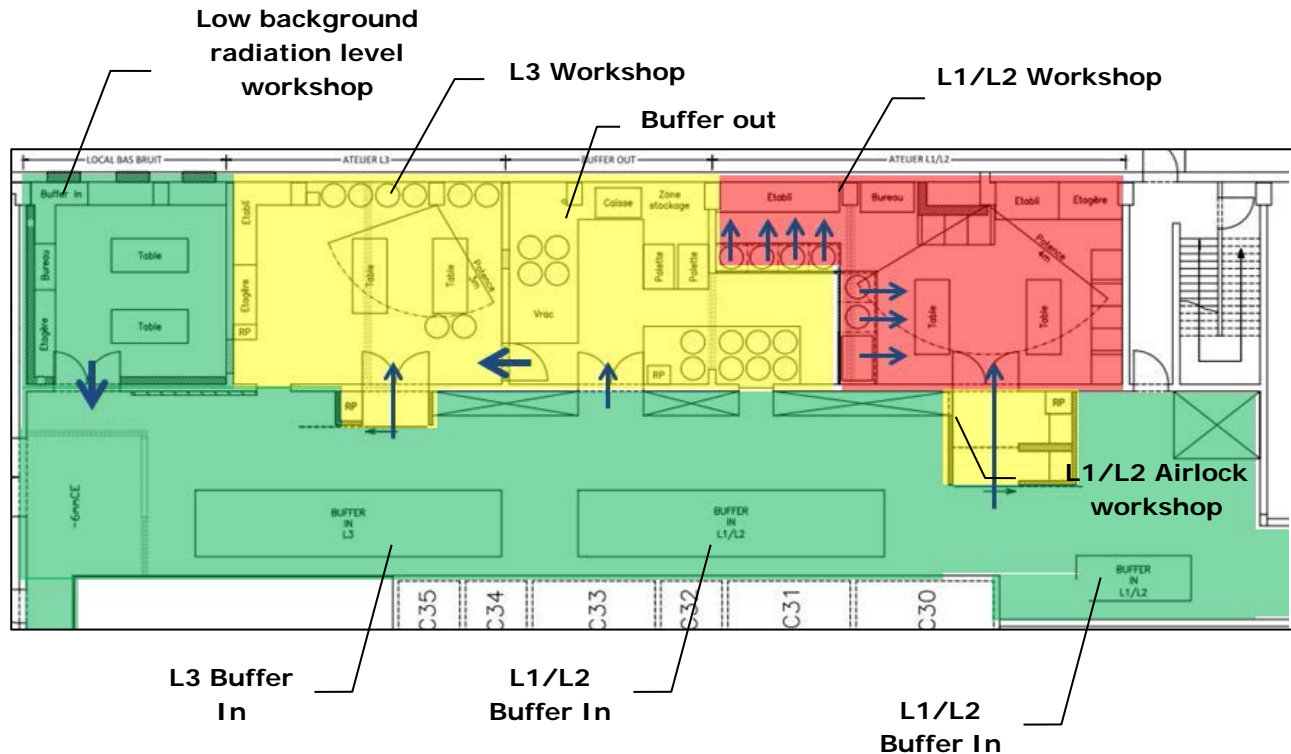 Low background
radiation level
workshop
L3 Workshop
L1/L2 Workshop
Buffer out
LOCAL BAS BRUIT
ATELIER L3
BUFFER OUT
ATELIER L1/L2
Buffer In
Bureau
Etagère
Table
Table
Etabli
Etagère
RP
Table
Table
Potence
3m
Caisse
Zone
stockage
Palette
Palette
Vrac
RP
Etabli
Bureau
Etabli
Etagère
Potence
4m
Table
Table
RP
RP
L1/L2 Airlock
workshop
-6mmCE
BUFFER
IN
L3
BUFFER
IN
L1/L2
BUFFER
IN
L1/L2
C35
C34
C33
C32
C31
C30
L3 Buffer
In
L1/L2
Buffer In
L1/L2
Buffer In